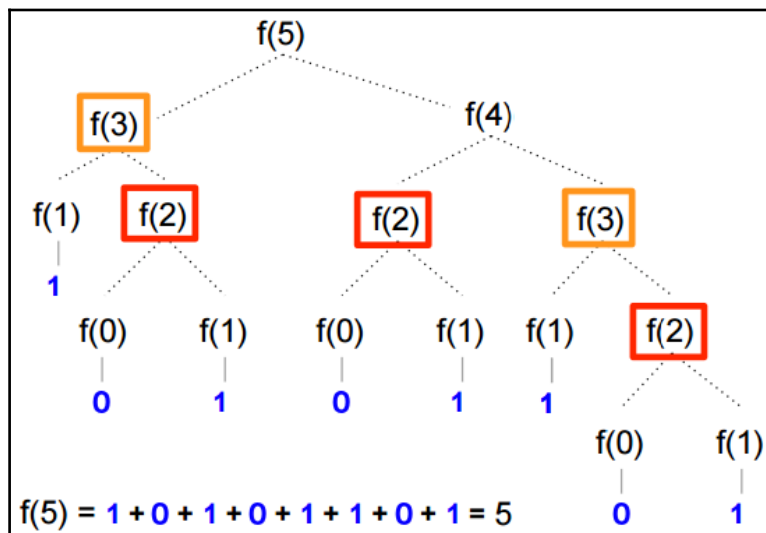 f(5)
f(3) f(4)
f(1) f(2) f(2) f(3)
1
f(0) f(1) f(0) f(1) f(1) f(2)
0 1 0 1 1
f(0) f(1)
f(5) = 1 + 0 + 1 + 0 + 1 + 1 + 0 + 1 = 5 0 1